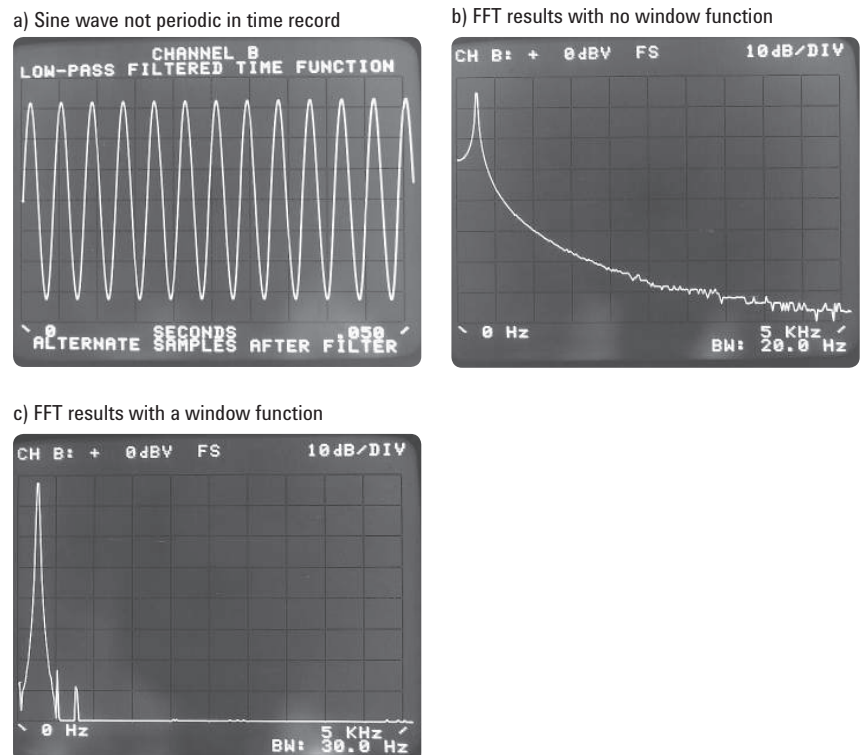 a) Sine wave not periodic in time record
CHANNEL B
LOW-PASS FILTERED TIME FUNCTION
0 SECONDS .050
ALTERNATE SAMPLES AFTER FILTER
b) FFT results with no window function
CH B: + 0dBV FS 10dB/DIV
0 Hz 5 KHz
BW: 20.0 Hz
c) FFT results with a window function
CH B: + 0dBV FS 10dB/DIV
0 Hz 5 KHz
BW: 30.0 Hz